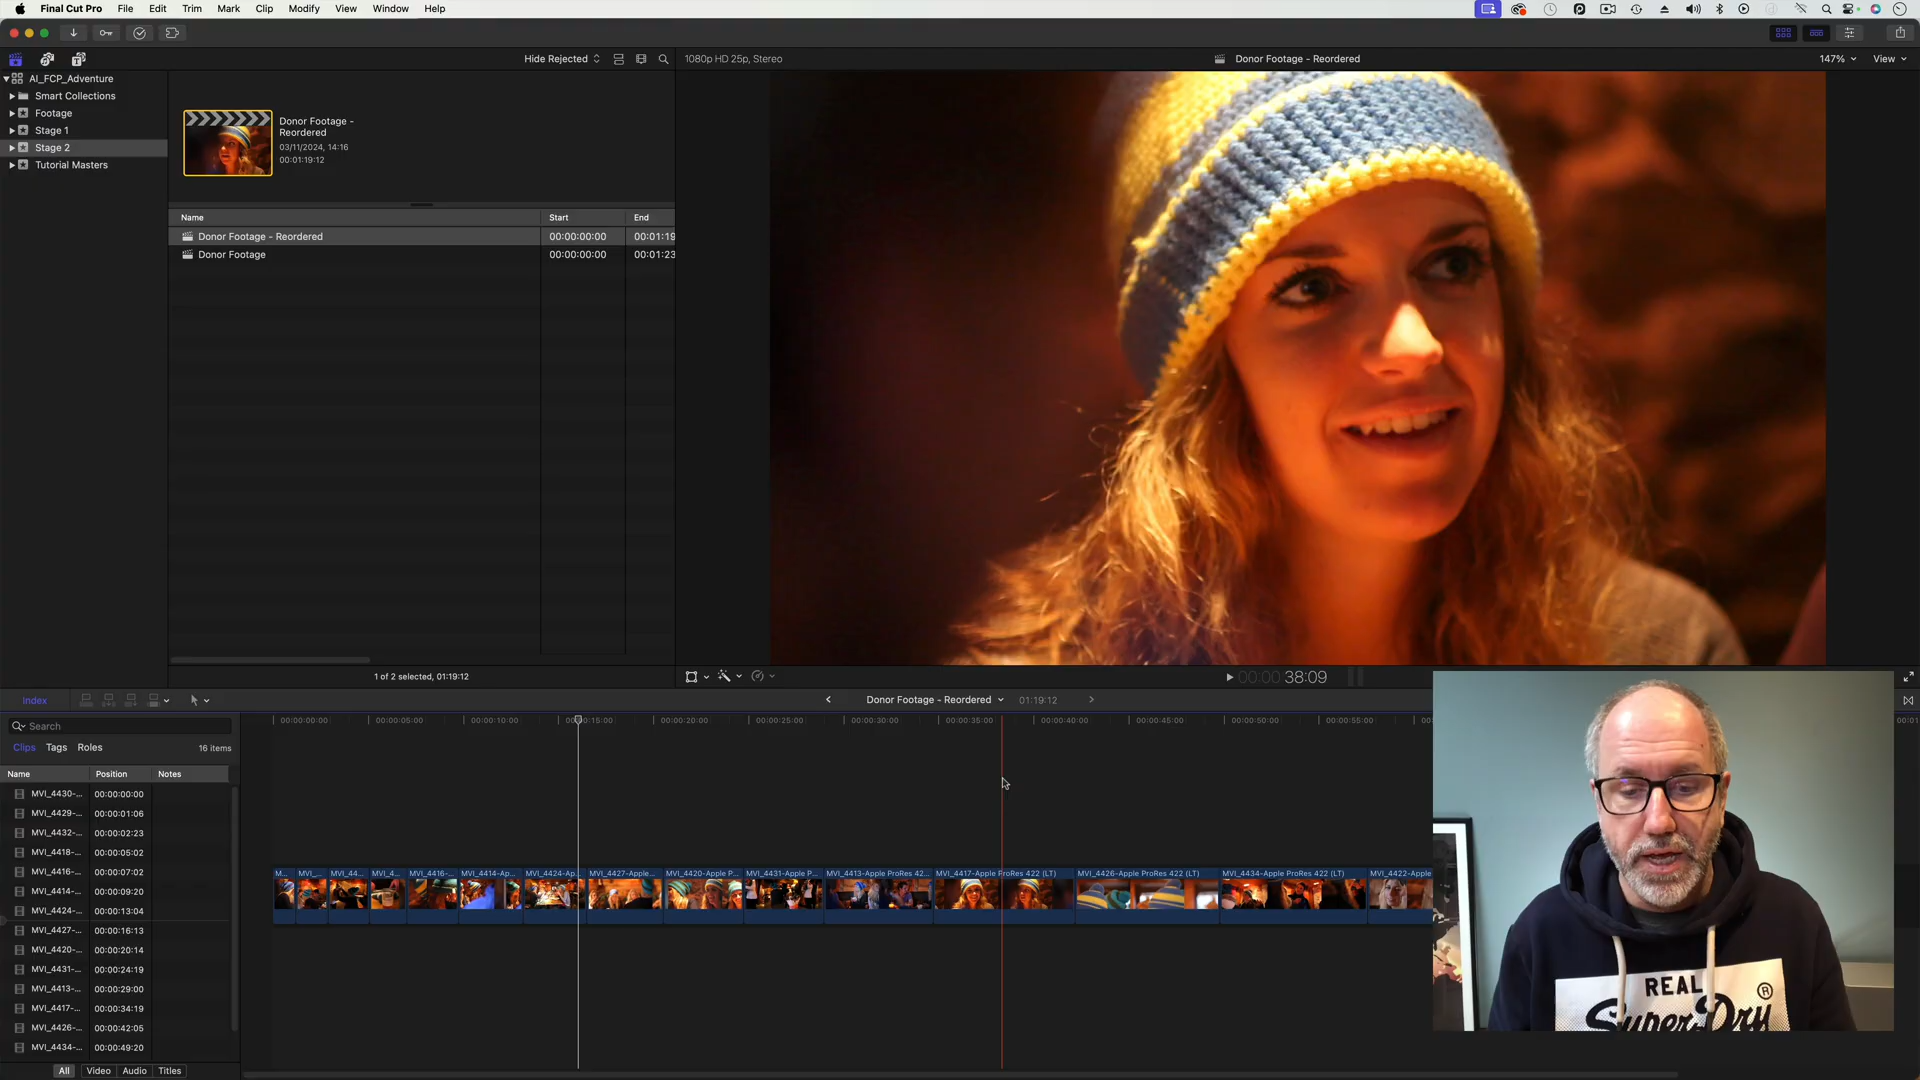 Final Cut Pro File Edit Trim Mark Clip Modify View Window Help
Hide Rejected
1080p HD 25p, Stereo
Donor Footage - Reordered
147%
View
AI_FCP_Adventure
Smart Collections
Footage
Stage 1
Stage 2
Tutorial Masters
Donor Footage -
Reordered
03/11/2024, 14:16
00:01:19:12
Name Start End
Donor Footage - Reordered 00:00:00:00 00:01:19
Donor Footage 00:00:00:00 00:01:23
1 of 2 selected, 01:19:12
00:00:00 38:09
Index
Donor Footage - Reordered 01:19:12
Search
Clips Tags Roles 16 items
Name Position Notes
MVI_4430-... 00:00:00:00
MVI_4429-... 00:00:01:06
MVI_4432-... 00:00:02:23
MVI_4418-... 00:00:05:02
MVI_4416-... 00:00:07:02
MVI_4414-... 00:00:09:20
MVI_4424-... 00:00:13:04
MVI_4427-... 00:00:16:13
MVI_4420-... 00:00:20:14
MVI_4431-... 00:00:24:19
MVI_4413-... 00:00:29:00
MVI_4417-... 00:00:34:19
MVI_4426-... 00:00:42:05
MVI_4434-... 00:00:49:20
All Video Audio Titles
00:00:00:00 00:00:05:00 00:00:10:00 00:00:15:00 00:00:20:00 00:00:25:00 00:00:30:00 00:00:35:00 00:00:40:00 00:00:45:00 00:00:50:00 00:00:55:00
M... MVI_... MVI_44... MVI_4... MVI_4416-... MVI_4414-Ap... MVI_4424-Ap... MVI_4427-Apple... MVI_4420-Apple P... MVI_4431-Apple P... MVI_4413-Apple ProRes 42... MVI_4417-Apple ProRes 422 (LT) MVI_4426-Apple ProRes 422 (LT) MVI_4434-Apple ProRes 422 (LT) MVI_4422-Apple
REAL ®
SuperDry